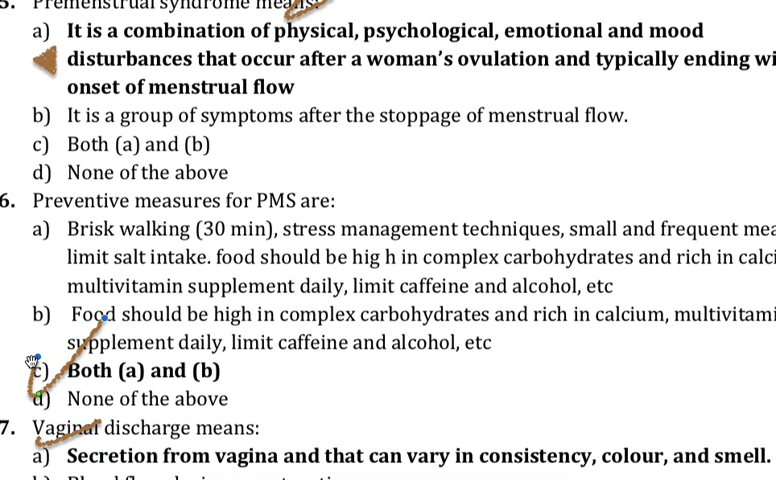 5. Premenstrual syndrome means:
a) It is a combination of physical, psychological, emotional and mood
disturbances that occur after a woman's ovulation and typically ending wi
onset of menstrual flow
b) It is a group of symptoms after the stoppage of menstrual flow.
c) Both (a) and (b)
d) None of the above
6. Preventive measures for PMS are:
a) Brisk walking (30 min), stress management techniques, small and frequent mea
limit salt intake. food should be hig h in complex carbohydrates and rich in calci
multivitamin supplement daily, limit caffeine and alcohol, etc
b) Food should be high in complex carbohydrates and rich in calcium, multivitami
supplement daily, limit caffeine and alcohol, etc
c) Both (a) and (b)
d) None of the above
7. Vaginal discharge means:
a) Secretion from vagina and that can vary in consistency, colour, and smell.